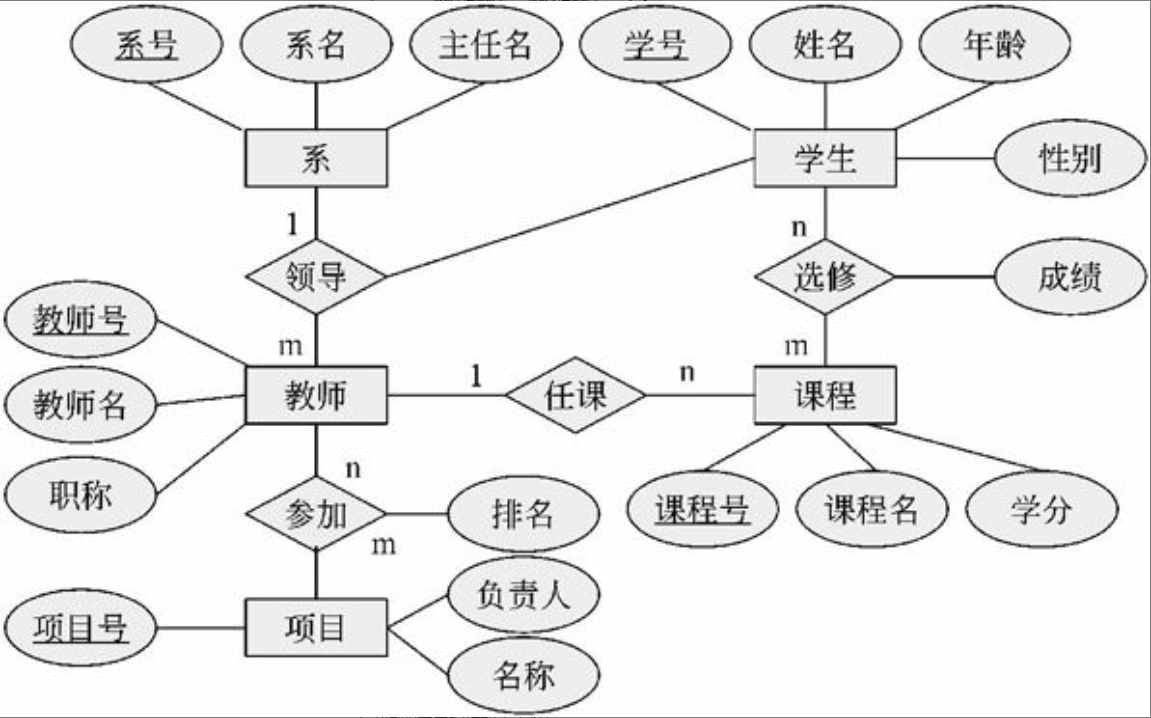 系号
系名
主任名
学号
姓名
年龄
系
学生
性别
1
n
领导
选修
成绩
教师号
m
m
教师名
教师
1
任课
n
课程
职称
n
课程号
课程名
学分
参加
排名
m
负责人
项目号
项目
名称